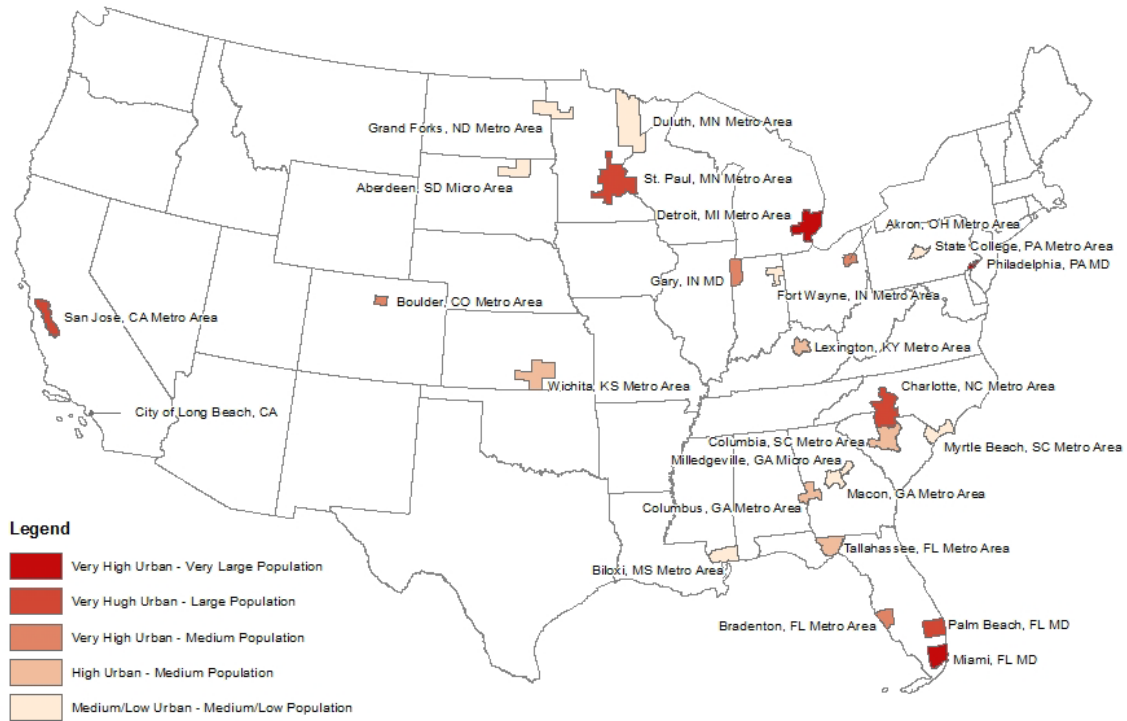 Grand Forks, ND Metro Area
Duluth, MN Metro Area
Aberdeen, SD Micro Area
St. Paul, MN Metro Area
Detroit, MI Metro Area
Akron, OH Metro Area
State College, PA Metro Area
Philadelphia, PA MD
Gary, IN MD
Fort Wayne, IN Metro Area
Boulder, CO Metro Area
San Jose, CA Metro Area
Lexington, KY Metro Area
Wichita, KS Metro Area
Charlotte, NC Metro Area
City of Long Beach, CA
Columbia, SC Metro Area
Myrtle Beach, SC Metro Area
Milledgeville, GA Micro Area
Macon, GA Metro Area
Columbus, GA Metro Area
Tallahassee, FL Metro Area
Biloxi, MS Metro Area
Bradenton, FL Metro Area
Palm Beach, FL MD
Miami, FL MD
Legend
Very High Urban - Very Large Population
Very Hugh Urban - Large Population
Very High Urban - Medium Population
High Urban - Medium Population
Medium/Low Urban - Medium/Low Population